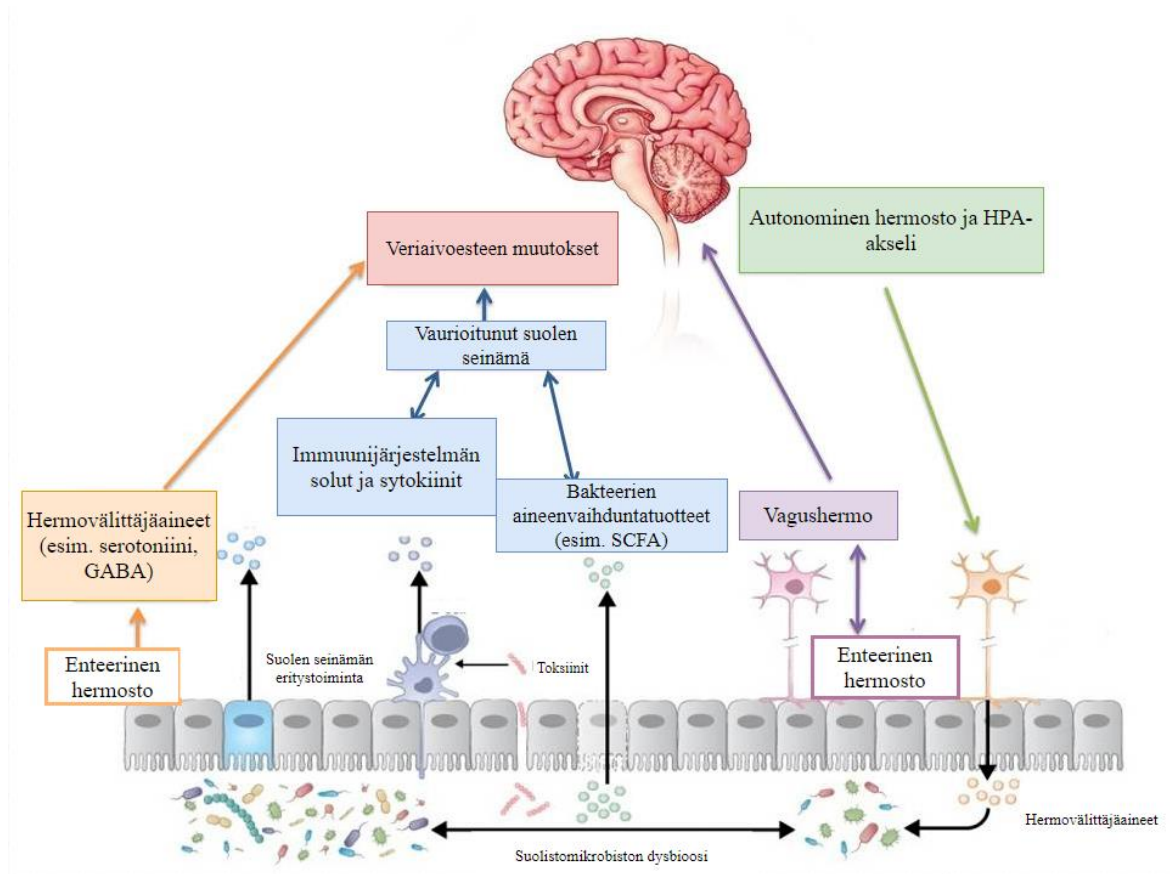 Autonominen hermosto ja HPA-
akseli
Veriaivoesteen muutokset
Vaurioitunut suolen
seinämä
Immuunijärjestelmän
solut ja sytokiinit
Bakteerien
aineenvaihduntatuotteet
(esim. SCFA)
Vagushermo
Hermovälittäjäaineet
(esim. serotoniini,
GABA)
Enteerinen
hermosto
Suolen seinämän
eritystoiminta
Toksiinit
Enteerinen
hermosto
Hermovälittäjäaineet
Suolistomikrobiston dysbioosi